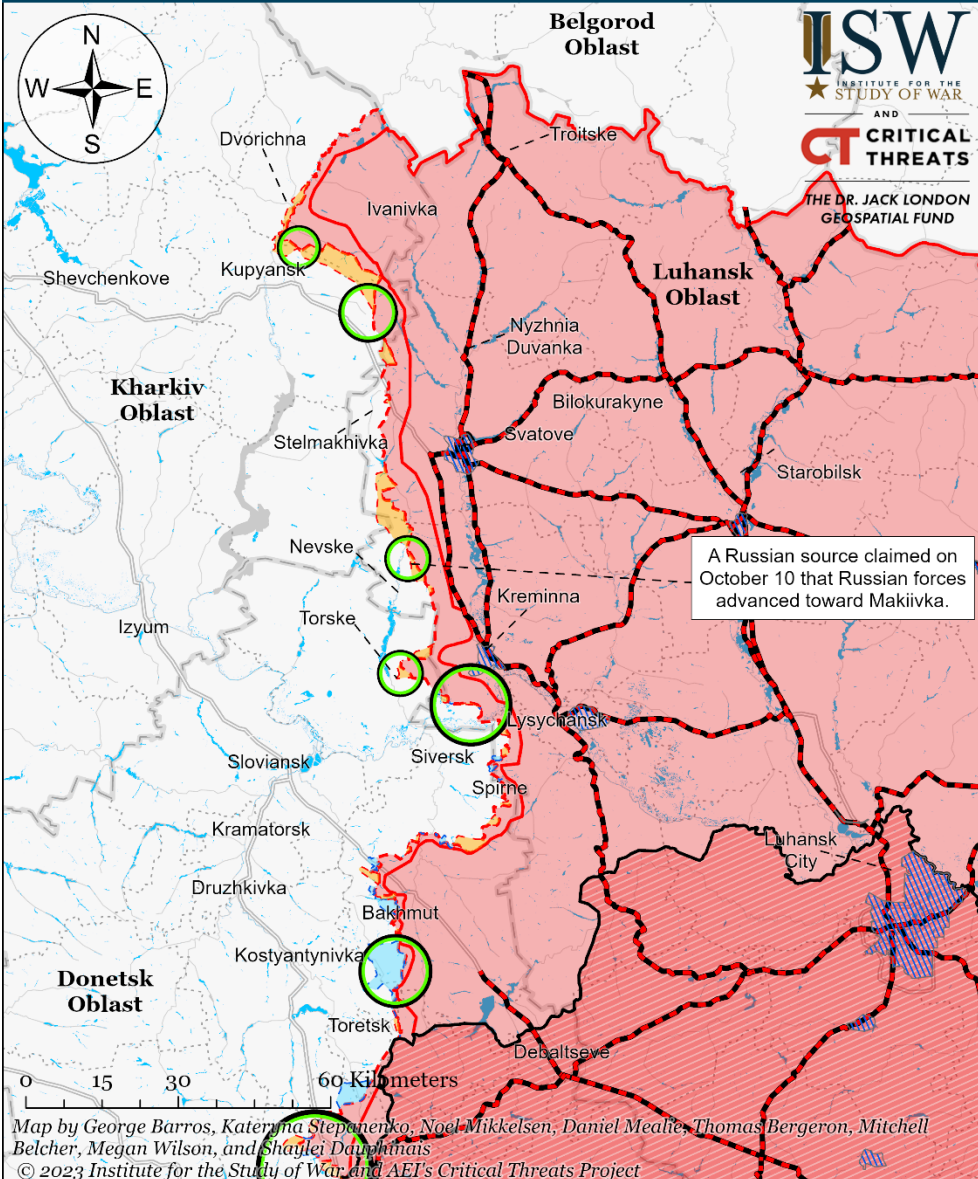 N
W
E
S
Belgorod
Oblast
ISW
INSTITUTE FOR THE
STUDY OF WAR
AND
CT CRITICAL
THREATS
THE DR. JACK LONDON
GEOSPATIAL FUND
Dvorichna
Troitske
Ivanivka
Kupyansk
Shevchenkove
Luhansk
Oblast
Nyzhnia
Duvanka
Kharkiv
Oblast
Bilokurakyne
Stelmakhivka
Svatove
Starobilsk
Nevske
A Russian source claimed on
October 10 that Russian forces
advanced toward Makiivka.
Kreminna
Torske
Izyum
Lysychansk
Siversk
Sloviansk
Spirne
Kramatorsk
Luhansk
City
Druzhkivka
Bakhmut
Kostyantynivka
Donetsk
Oblast
Toretsk
Debaltseve
0 15 30 60 Kilometers
Map by George Barros, Kateryna Stepanenko, Noel Mikkelsen, Daniel Mealie, Thomas Bergeron, Mitchell
Belcher, Megan Wilson, and Shaylei Dauphinais
© 2023 Institute for the Study of War and AEI's Critical Threats Project